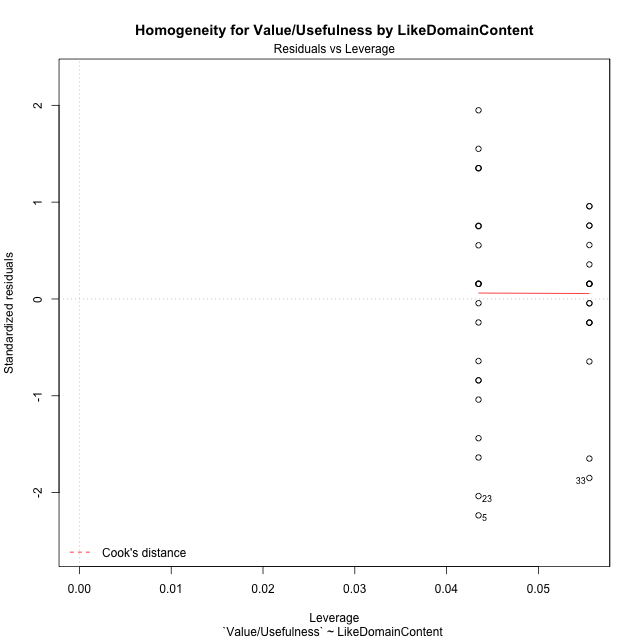 Homogeneity for Value/Usefulness by LikeDomainContent
Residuals vs Leverage
Standardized residuals
2
1
0
-1
-2
23
5
33
Cook's distance
0.00 0.01 0.02 0.03 0.04 0.05
Leverage
`Value/Usefulness` ~ LikeDomainContent